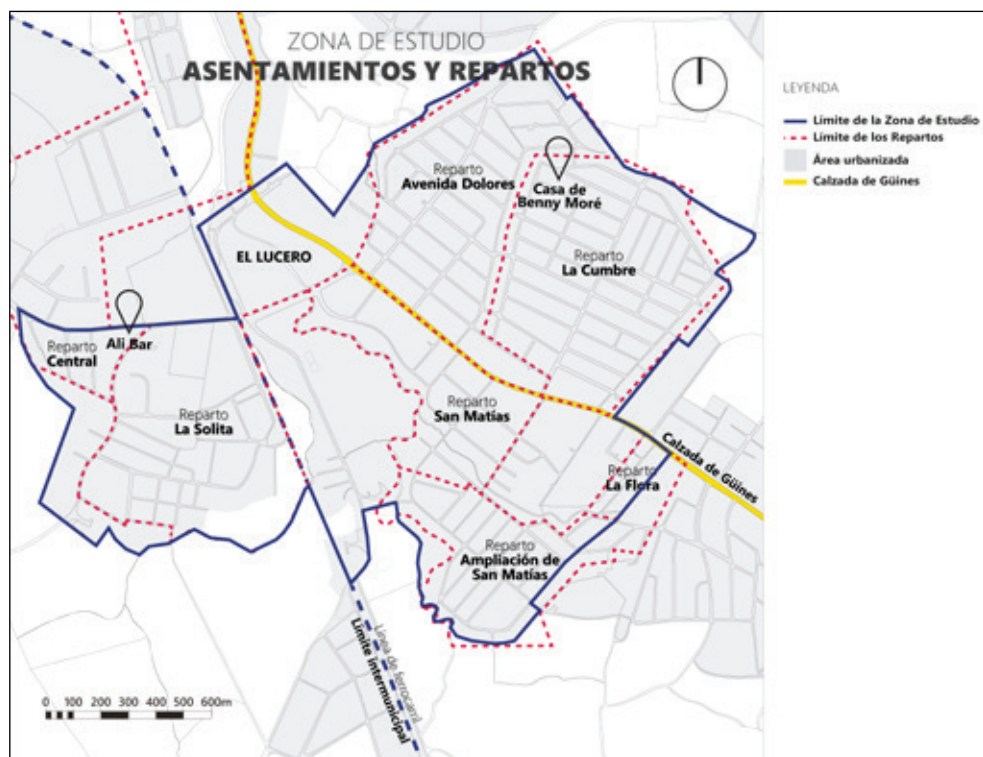 ZONA DE ESTUDIO
ASENTAMIENTOS Y REPARTOS
LEYENDA
Límite de la Zona de Estudio
Límite de los Repartos
Área urbanizada
Calzada de Güines
Reparto
Avenida Dolores
Casa de
Benny Moré
EL LUCERO
Reparto
La Cumbre
Reparto
Central
Ali Bar
Reparto
La Solita
Reparto
San Matías
Calzada de Güines
Reparto
La Flora
Reparto
Ampliación de
San Matías
Línea de ferrocarril
Límite intermunicipal
0 100 200 300 400 500 600m